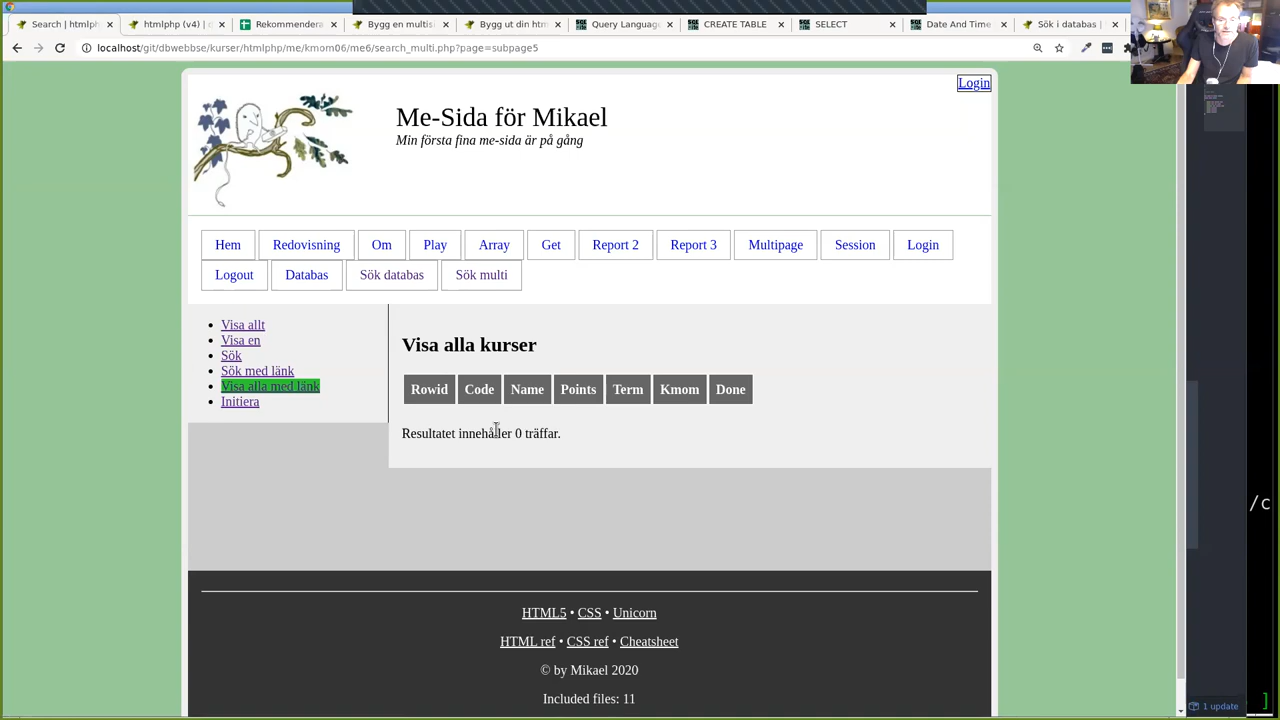 Search | htmlph
htmlphp (v4) |
Rekommendera
Bygg en multis
Bygg ut din htm
Query Languag
CREATE TABLE
SELECT
Date And Time
Sök i databas |
localhost/git/dbwebbse/kurser/htmlphp/me/kmom06/me6/search_multi.php?page=subpage5
Login
Me-Sida för Mikael
Min första fina me-sida är på gång
Hem Redovisning Om Play Array Get Report 2 Report 3 Multipage Session Login
Logout Databas Sök databas Sök multi
Visa allt
Visa en
Sök
Sök med länk
Visa alla med länk
Initiera
Visa alla kurser
Rowid Code Name Points Term Kmom Done
Resultatet innehåller 0 träffar.
HTML5 • CSS • Unicorn
HTML ref • CSS ref • Cheatsheet
© by Mikael 2020
Included files: 11
/c
]
1 update